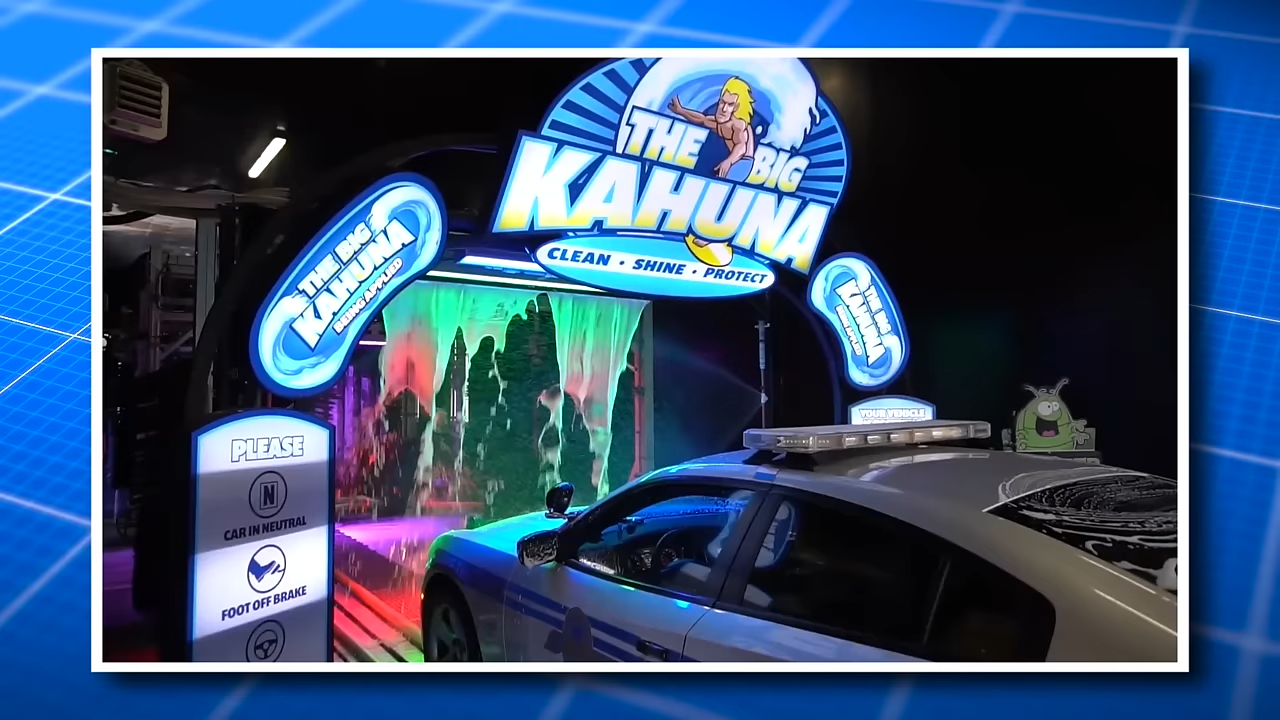 THE BIG
KAHUNA
CLEAN · SHINE · PROTECT
THE BIG
KAHUNA
BEING APPLIED
THE BIG
KAHUNA
YOUR VEHICLE
PLEASE
N
CAR IN NEUTRAL
FOOT OFF BRAKE